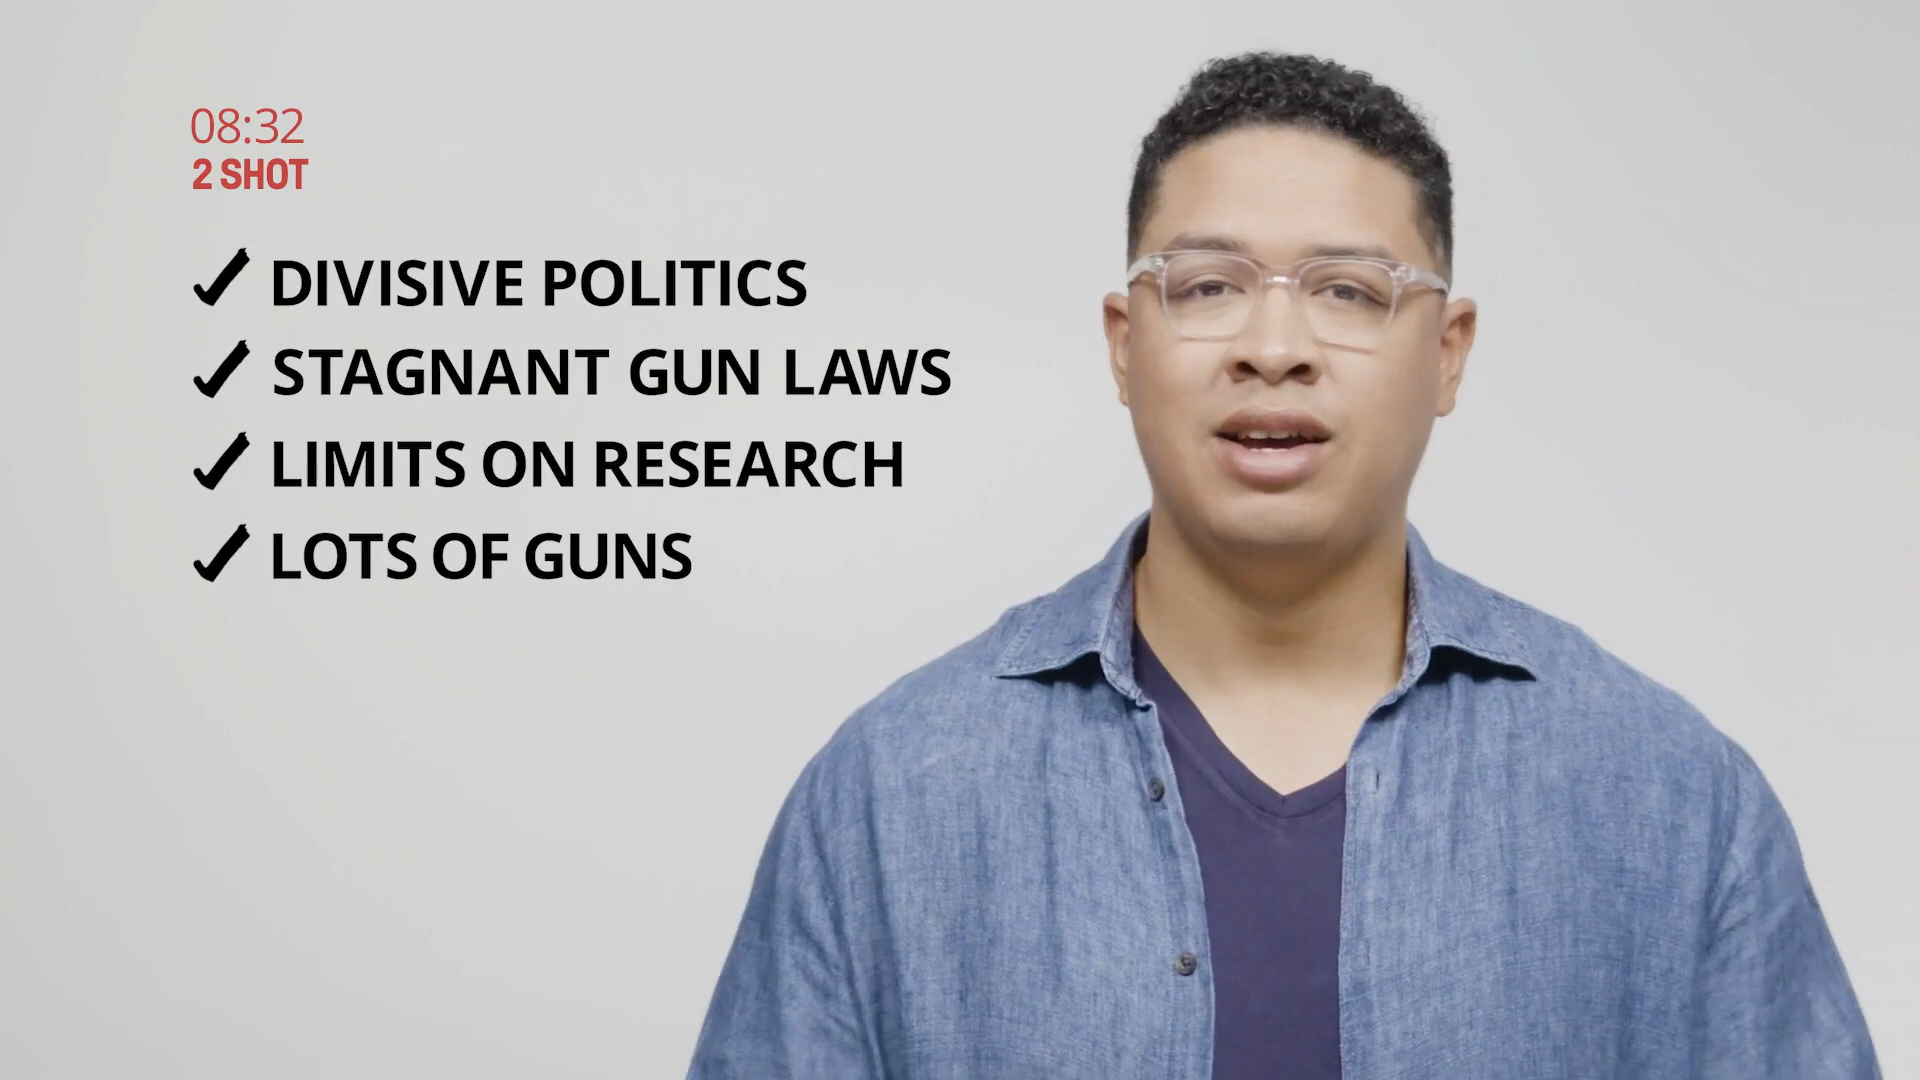 08:32
2 SHOT
DIVISIVE POLITICS
STAGNANT GUN LAWS
LIMITS ON RESEARCH
LOTS OF GUNS